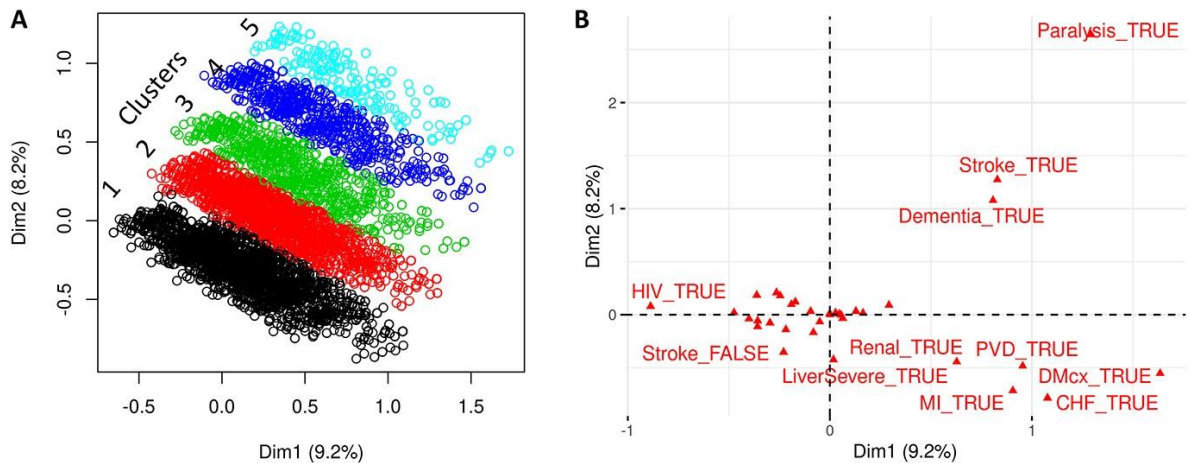 A
Clusters
1
2
3
4
5
Dim2 (8.2%)
1.0
0.5
0.0
-0.5
-0.5
0.0
0.5
1.0
1.5
Dim1 (9.2%)
B
Dim2 (8.2%)
2
1
0
Paralysis_TRUE
Stroke_TRUE
Dementia_TRUE
HIV_TRUE
Stroke_FALSE
Renal_TRUE
PVD_TRUE
LiverSevere_TRUE
DMcx_TRUE
MI_TRUE
CHF_TRUE
-1
0
1
Dim1 (9.2%)